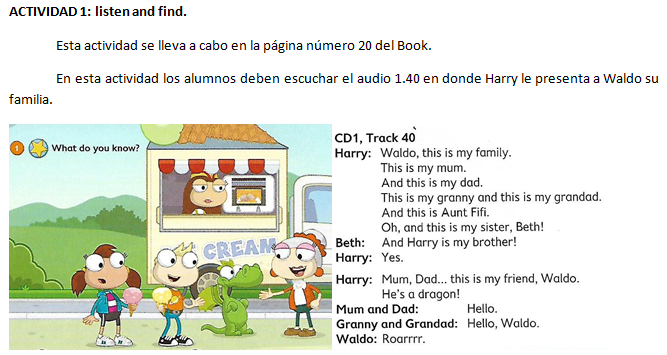 ACTIVIDAD 1: listen and find.
Esta actividad se lleva a cabo en la página número 20 del Book.
En esta actividad los alumnos deben escuchar el audio 1.40 en donde Harry le presenta a Waldo su
familia.
1 What do you know?
CREAM
CD1, Track 40
Harry: Waldo, this is my family.
This is my mum.
And this is my dad.
This is my granny and this is my grandad.
And this is Aunt Fifi.
Oh, and this is my sister, Beth!
Beth: And Harry is my brother!
Harry: Yes.
Harry: Mum, Dad... this is my friend, Waldo.
He's a dragon!
Mum and Dad: Hello.
Granny and Grandad: Hello, Waldo.
Waldo: Roarrrr.